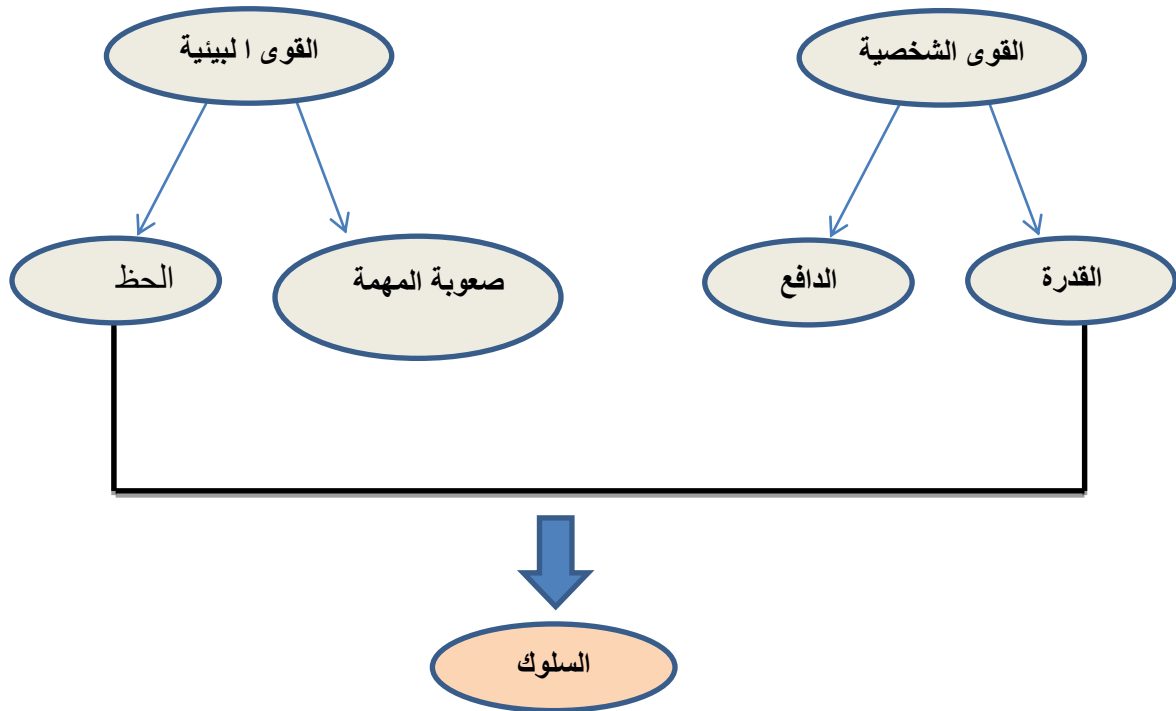 القوى الشخصية
القوى ا لبيئية
القدرة
الدافع
صعوبة المهمة
الحظ
السلوك